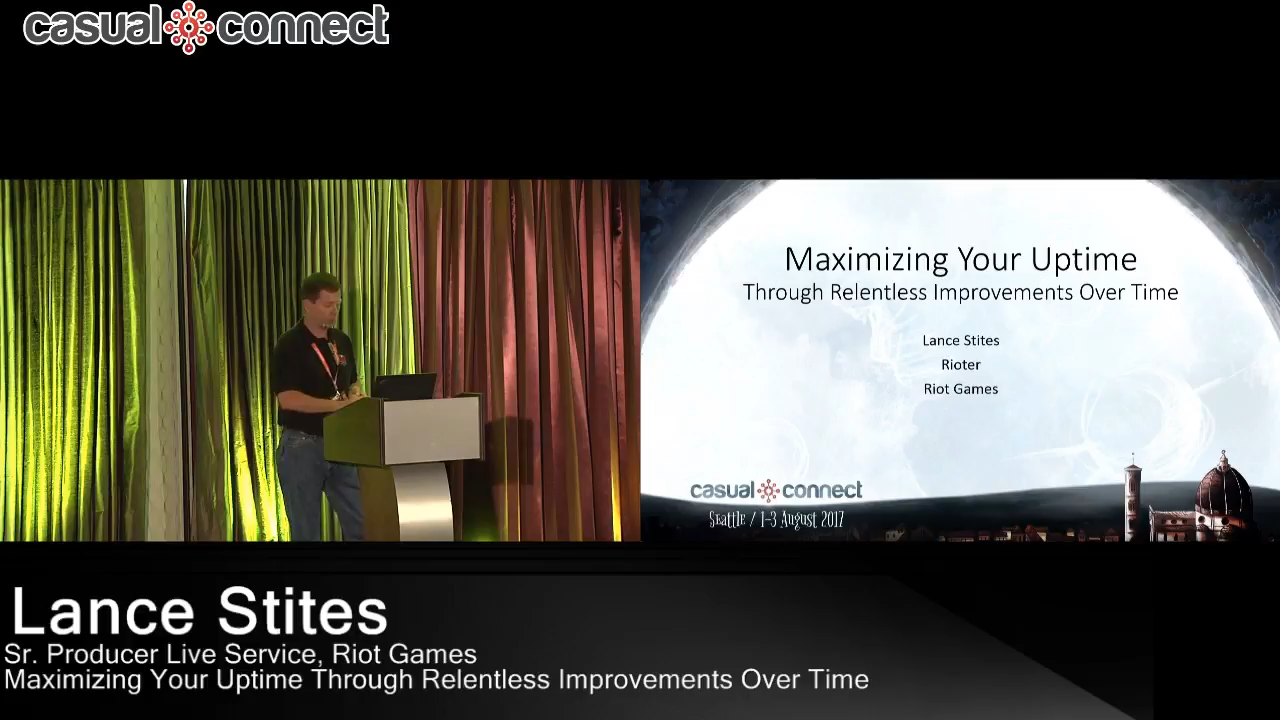 casual connect
Maximizing Your Uptime
Through Relentless Improvements Over Time
Lance Stites
Rioter
Riot Games
casual connect
Seattle / 1-3 August 2017
Lance Stites
Sr. Producer Live Service, Riot Games
Maximizing Your Uptime Through Relentless Improvements Over Time